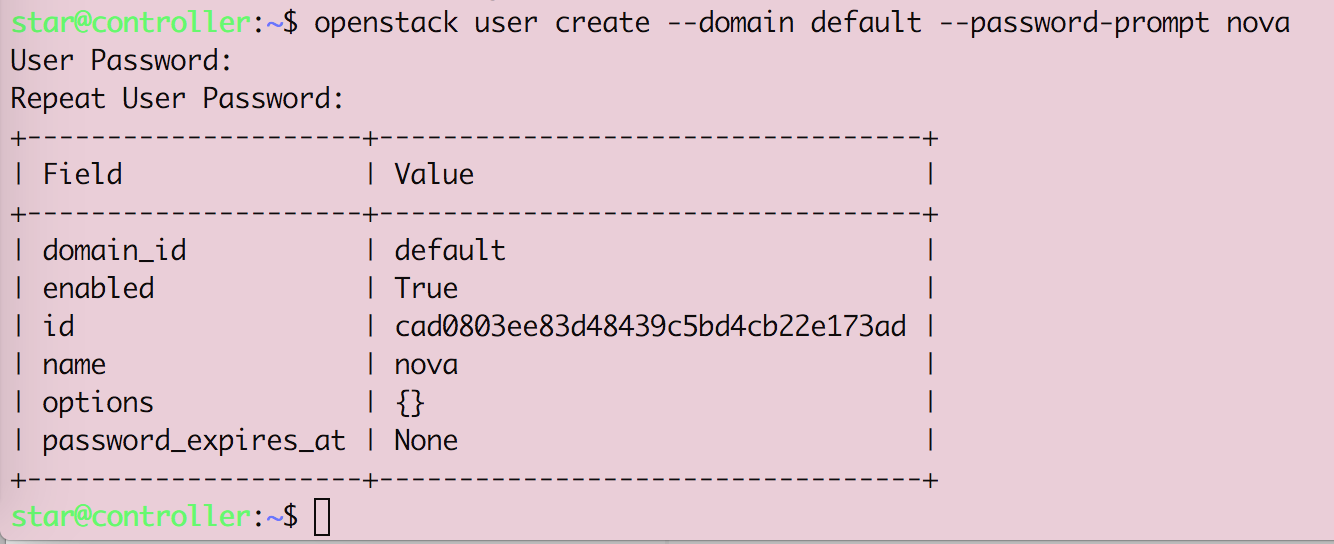 star@controller:~$ openstack user create --domain default --password-prompt nova
User Password:
Repeat User Password:
+---------------------+----------------------------------+
| Field               | Value                            |
+---------------------+----------------------------------+
| domain_id           | default                          |
| enabled             | True                             |
| id                  | cad0803ee83d48439c5bd4cb22e173ad |
| name                | nova                             |
| options             | {}                               |
| password_expires_at | None                             |
+---------------------+----------------------------------+
star@controller:~$